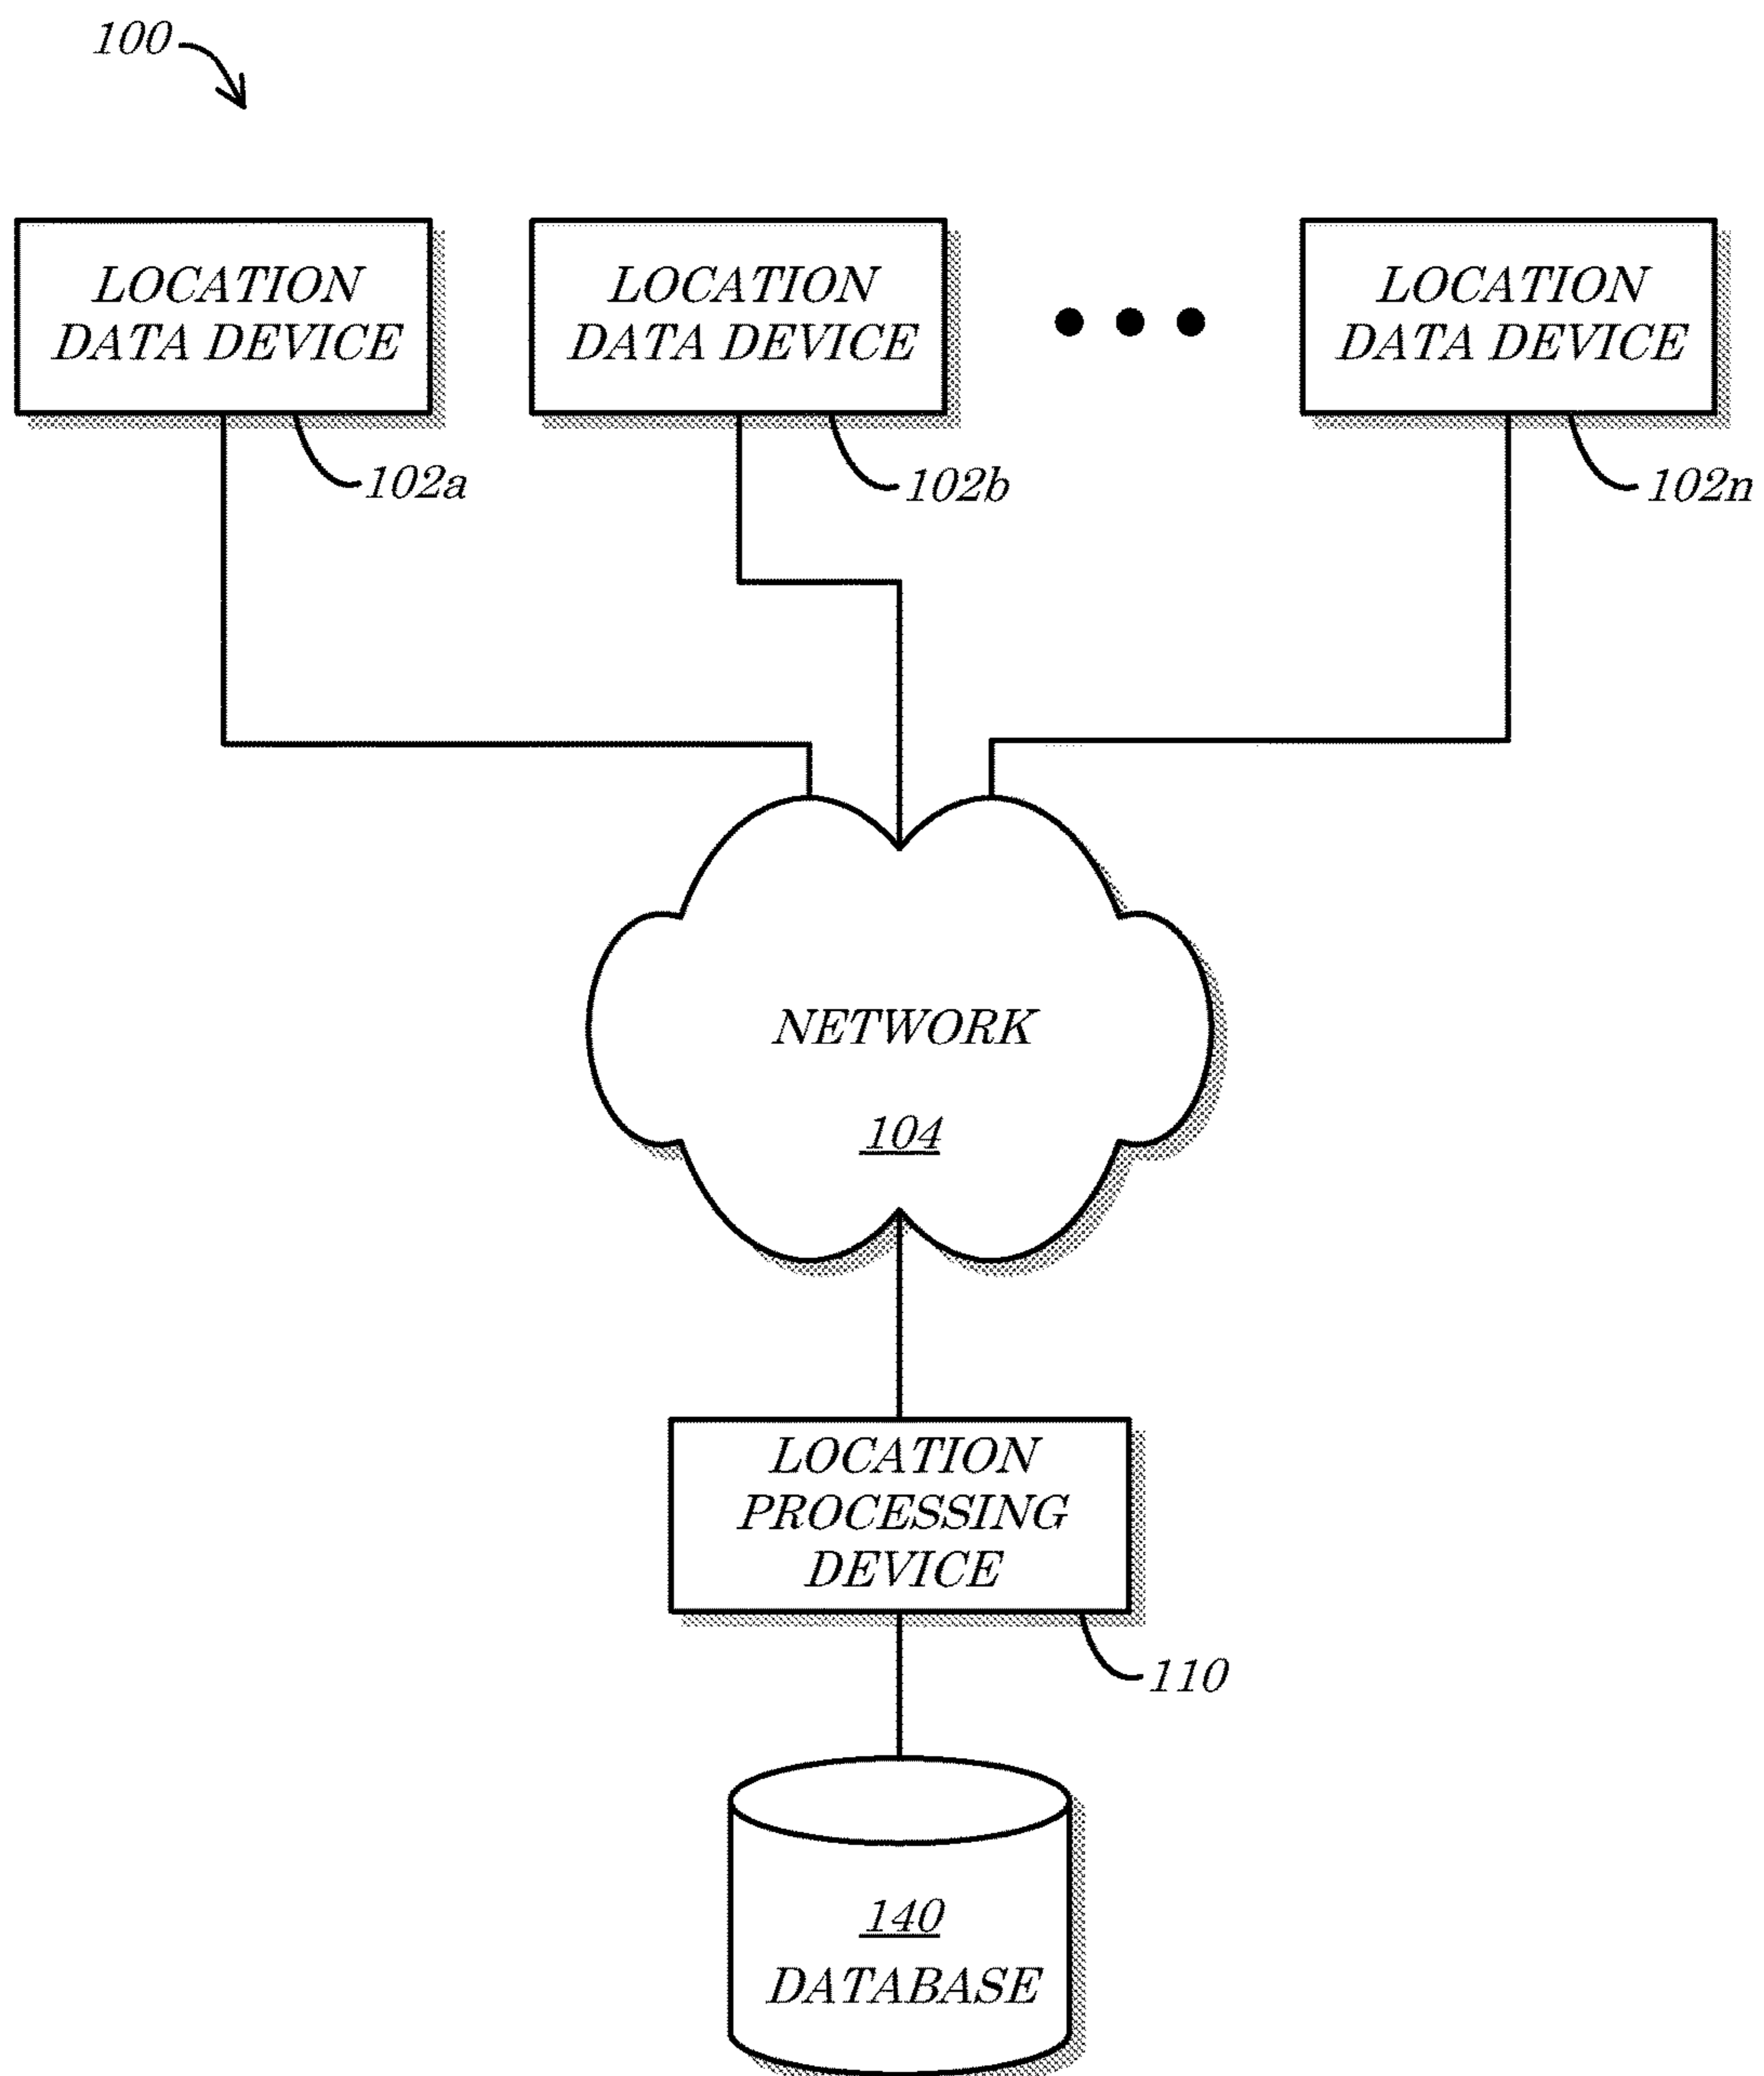 100
LOCATION
DATA DEVICE
LOCATION
DATA DEVICE
LOCATION
DATA DEVICE
102a
102b
102n
NETWORK
104
LOCATION
PROCESSING
DEVICE
110
140
DATABASE